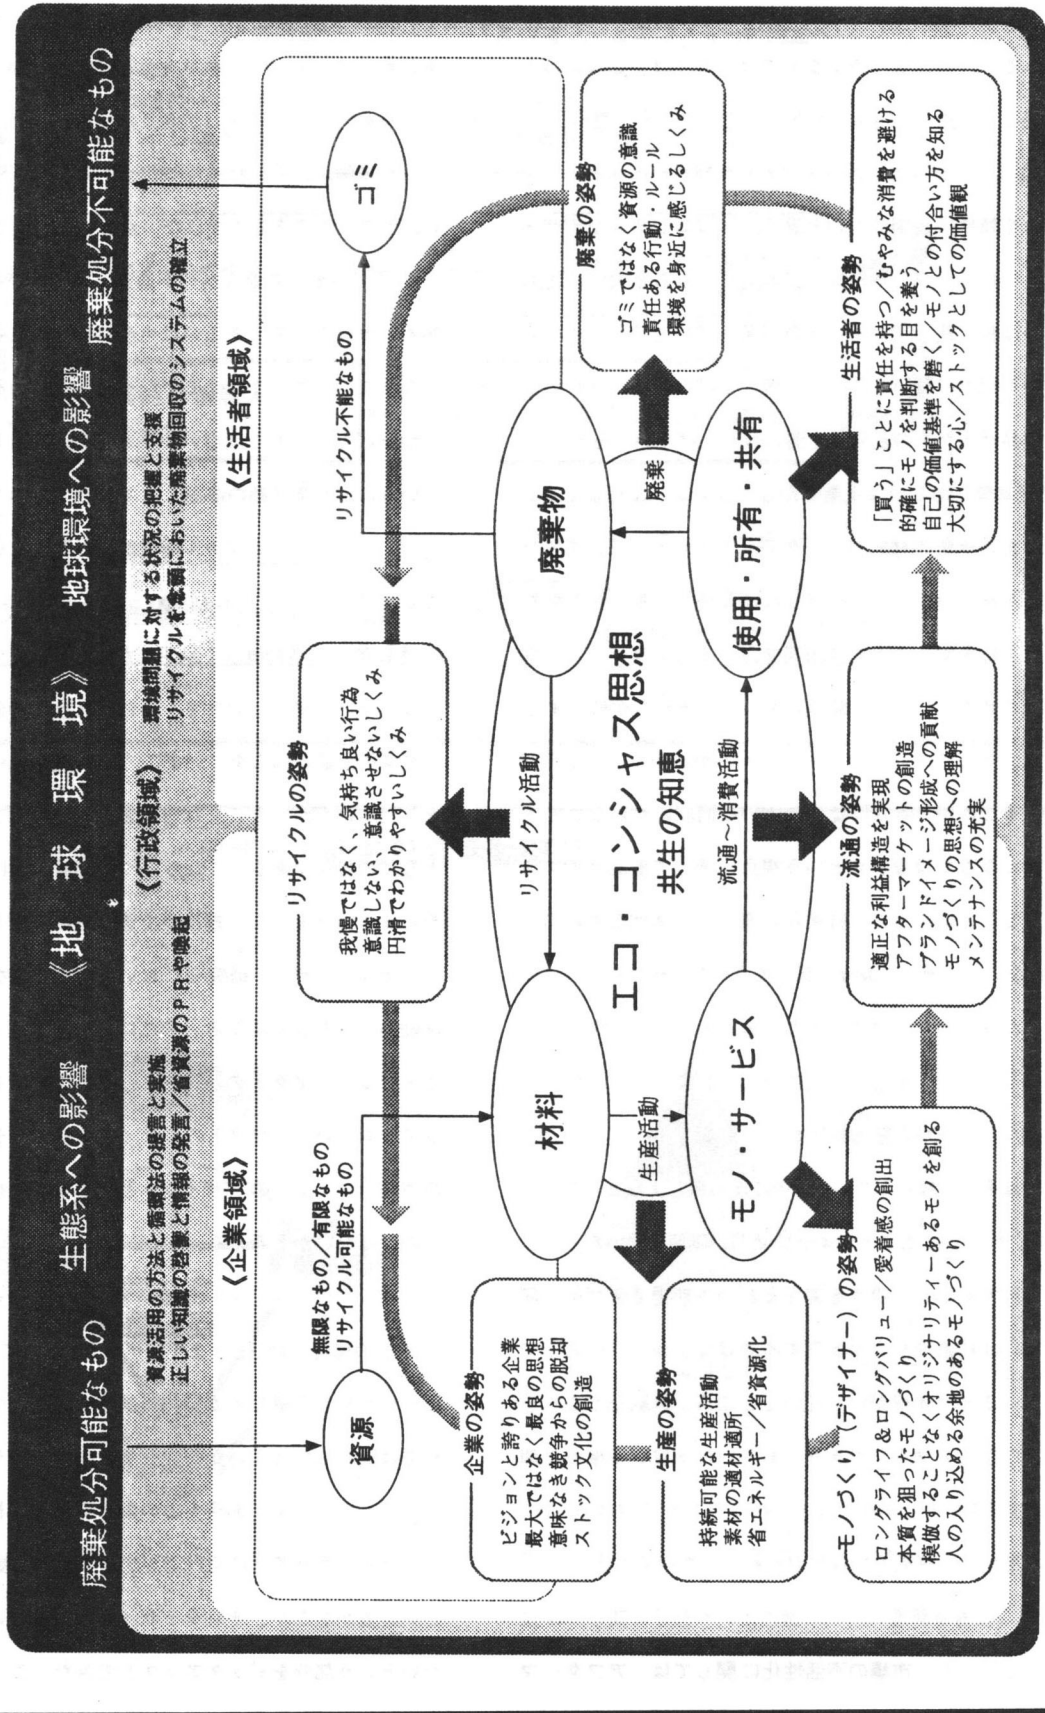 廃棄処分可能なもの　生態系への影響　《地　球　環　境》　地球環境への影響　廃棄処分不可能なもの
資源活用の方法と循環法の提言と実施
正しい知識の啓蒙と情報の発言／省資源のＰＲや喚起
《行政領域》
環境問題に対する状況の把握と支援
リサイクルを念頭においた廃棄物回収のシステムの確立
《企業領域》
《生活者領域》
資源
無限なもの／有限なもの
リサイクル可能なもの
リサイクルの姿勢
我慢ではなく、気持ち良い行為
意識しない、意識させないしくみ
円滑でわかりやすいしくみ
リサイクル不能なもの
ゴミ
企業の姿勢
ビジョンと誇りある企業
最大ではなく最良の思想
意味なき競争からの脱却
ストック文化の創造
材料
リサイクル活動
廃棄物
廃棄の姿勢
ゴミではなく資源の意識
責任ある行動・ルール
環境を身近に感じるしくみ
エコ・コンシャス思想
共生の知恵
生産活動
廃棄
生産の姿勢
持続可能な生産活動
素材の適材適所
省エネルギー／省資源化
モノ・サービス
流通～消費活動
使用・所有・共有
モノづくり（デザイナー）の姿勢
ロングライフ＆ロングバリュー／愛着感の創出
本質を狙ったモノづくり
模倣することなくオリジナリティーあるモノを創る
人の入り込める余地のあるモノづくり
流通の姿勢
適正な利益構造を実現
アフターマーケットの創造
ブランドイメージ形成への貢献
モノづくりの思想への理解
メンテナンスの充実
生活者の姿勢
「買う」ことに責任を持つ／むやみな消費を避ける
的確にモノを判断する目を養う
自己の価値基準を磨く／モノとの付合い方を知る
大切にする心／ストックとしての価値観